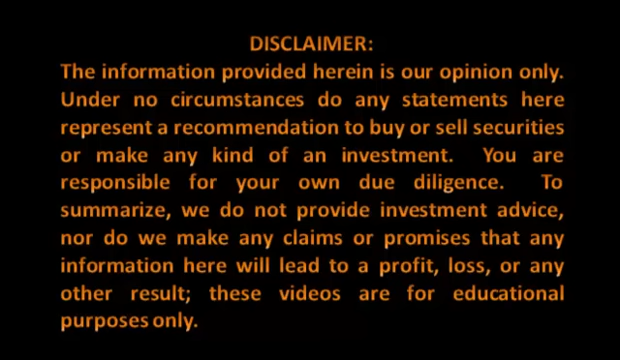 DISCLAIMER:
The information provided herein is our opinion only.
Under no circumstances do any statements here
represent a recommendation to buy or sell securities
or make any kind of an investment. You are
responsible for your own due diligence. To
summarize, we do not provide investment advice,
nor do we make any claims or promises that any
information here will lead to a profit, loss, or any
other result; these videos are for educational
purposes only.